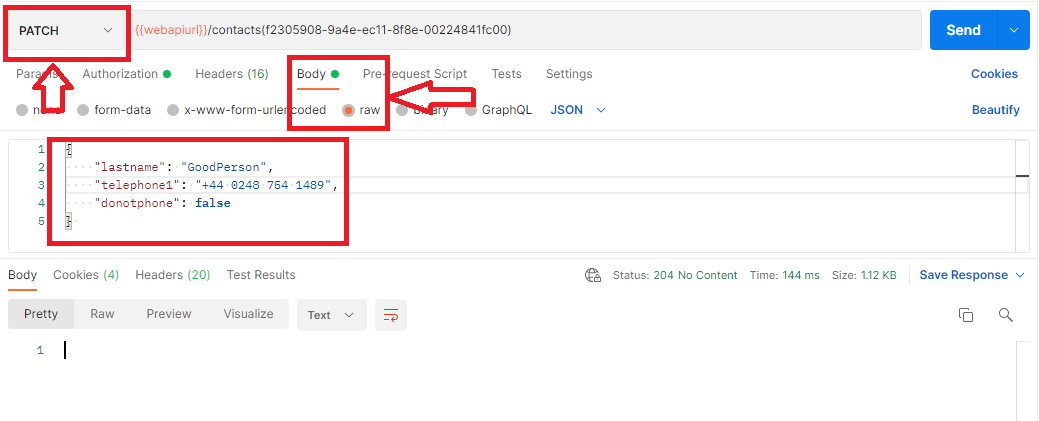 PATCH {{webapiurl}}/contacts(f2305908-9a4e-ec11-8f8e-00224841fc00) Send
Params Authorization Headers (16) Body Pre-request Script Tests Settings Cookies
none form-data x-www-form-urlencoded raw binary GraphQL JSON Beautify
1 {
2 "lastname": "GoodPerson",
3 "telephone1": "+44 0248 754 1489",
4 "donotphone": false
5 }
Body Cookies (4) Headers (20) Test Results Status: 204 No Content Time: 144 ms Size: 1.12 KB Save Response
Pretty Raw Preview Visualize Text
1